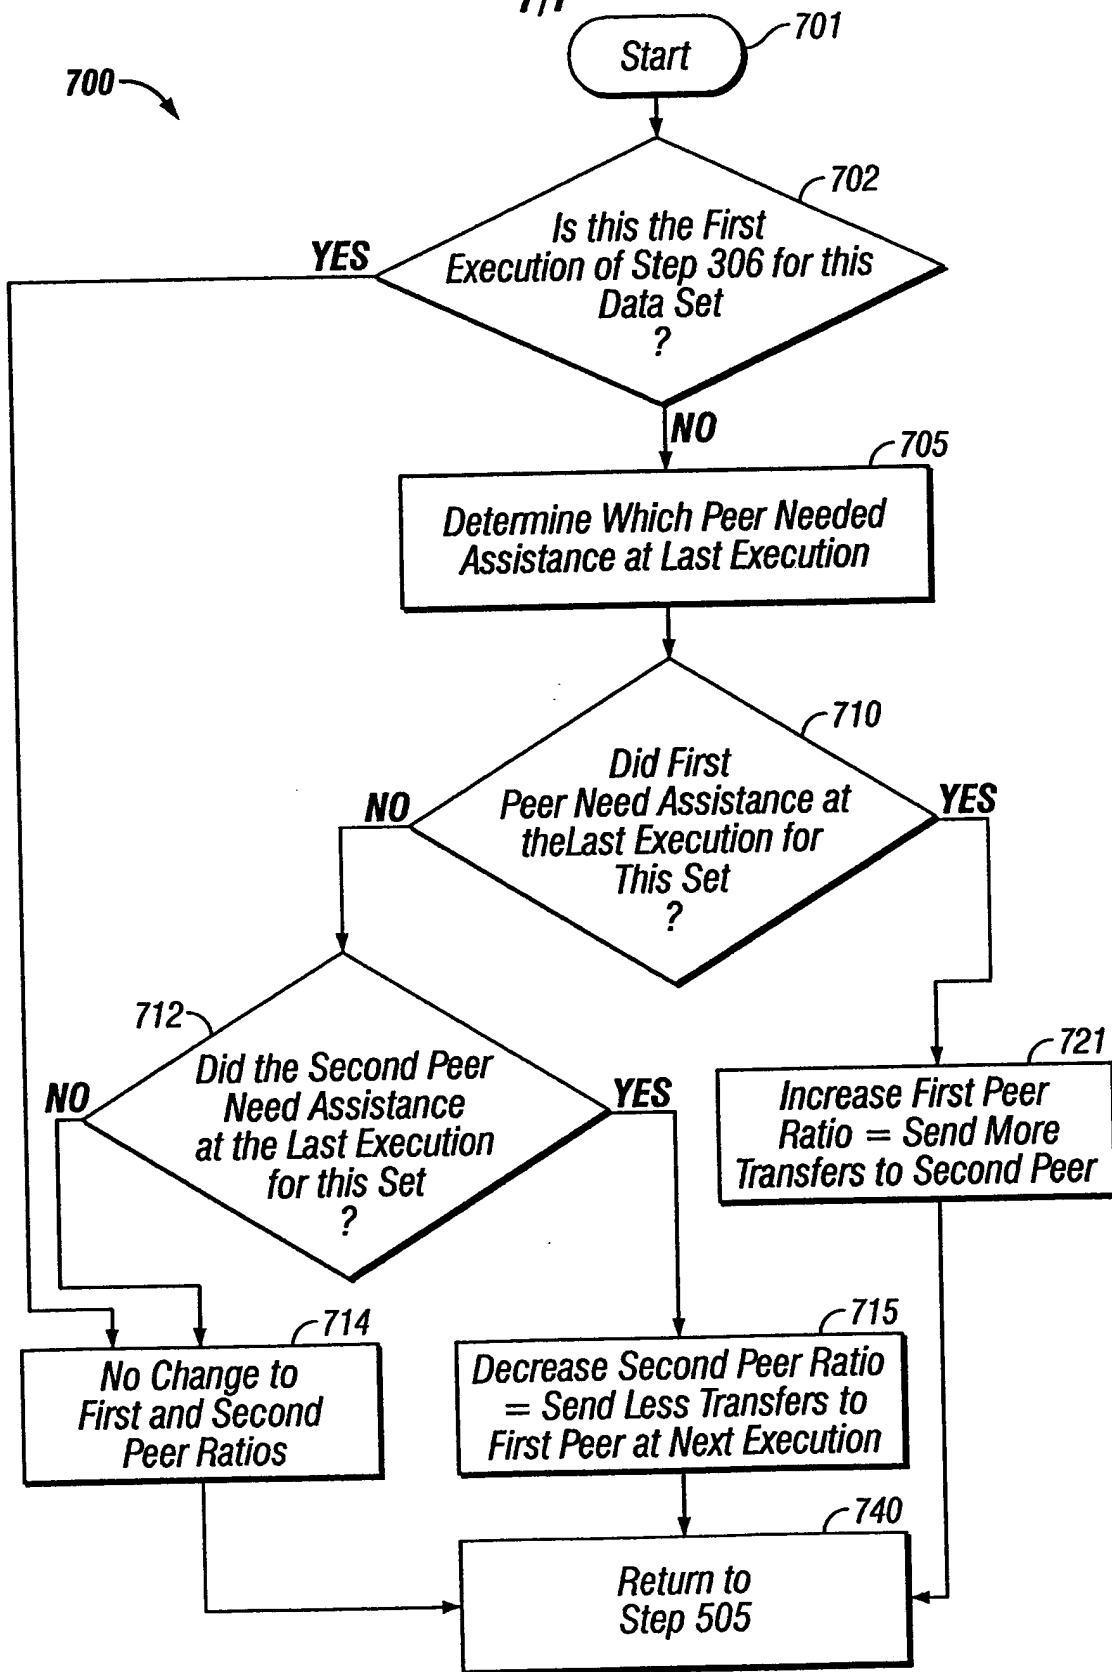 7/7
701
Start
700
702
Is this the First
Execution of Step 306 for this
Data Set
?
YES
NO
705
Determine Which Peer Needed
Assistance at Last Execution
710
Did First
Peer Need Assistance at
theLast Execution for
This Set
?
NO
YES
712
Did the Second Peer
Need Assistance
at the Last Execution
for this Set
?
NO
YES
721
Increase First Peer
Ratio = Send More
Transfers to Second Peer
714
No Change to
First and Second
Peer Ratios
715
Decrease Second Peer Ratio
= Send Less Transfers to
First Peer at Next Execution
740
Return to
Step 505